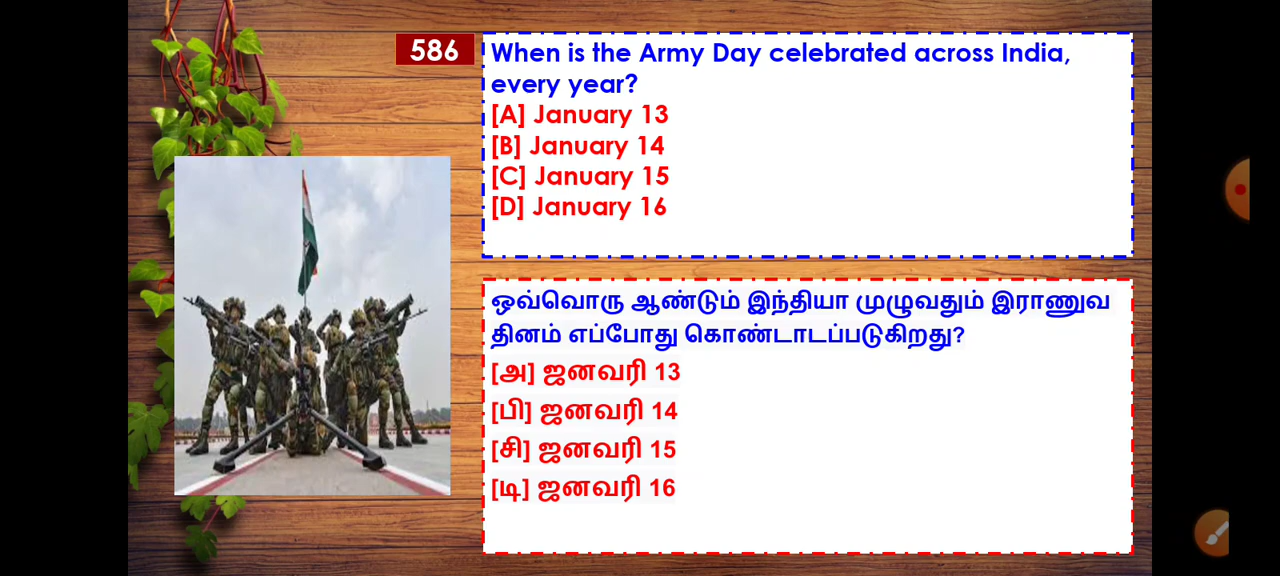 586
When is the Army Day celebrated across India,
every year?
[A] January 13
[B] January 14
[C] January 15
[D] January 16
ஒவ்வொரு ஆண்டும் இந்தியா முழுவதும் இராணுவ
தினம் எப்போது கொண்டாடப்படுகிறது?
[அ] ஜனவரி 13
[பி] ஜனவரி 14
[சி] ஜனவரி 15
[டி] ஜனவரி 16